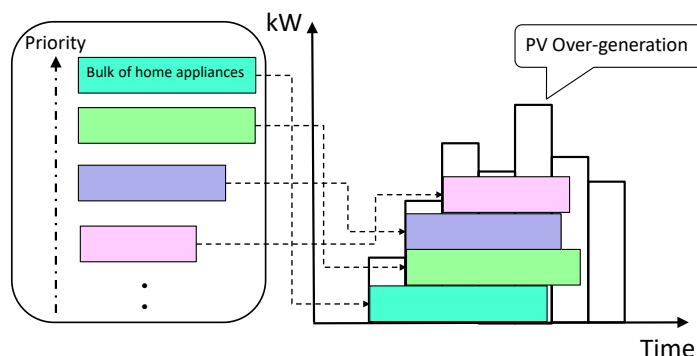 Priority
Bulk of home appliances
kW
PV Over-generation
Time